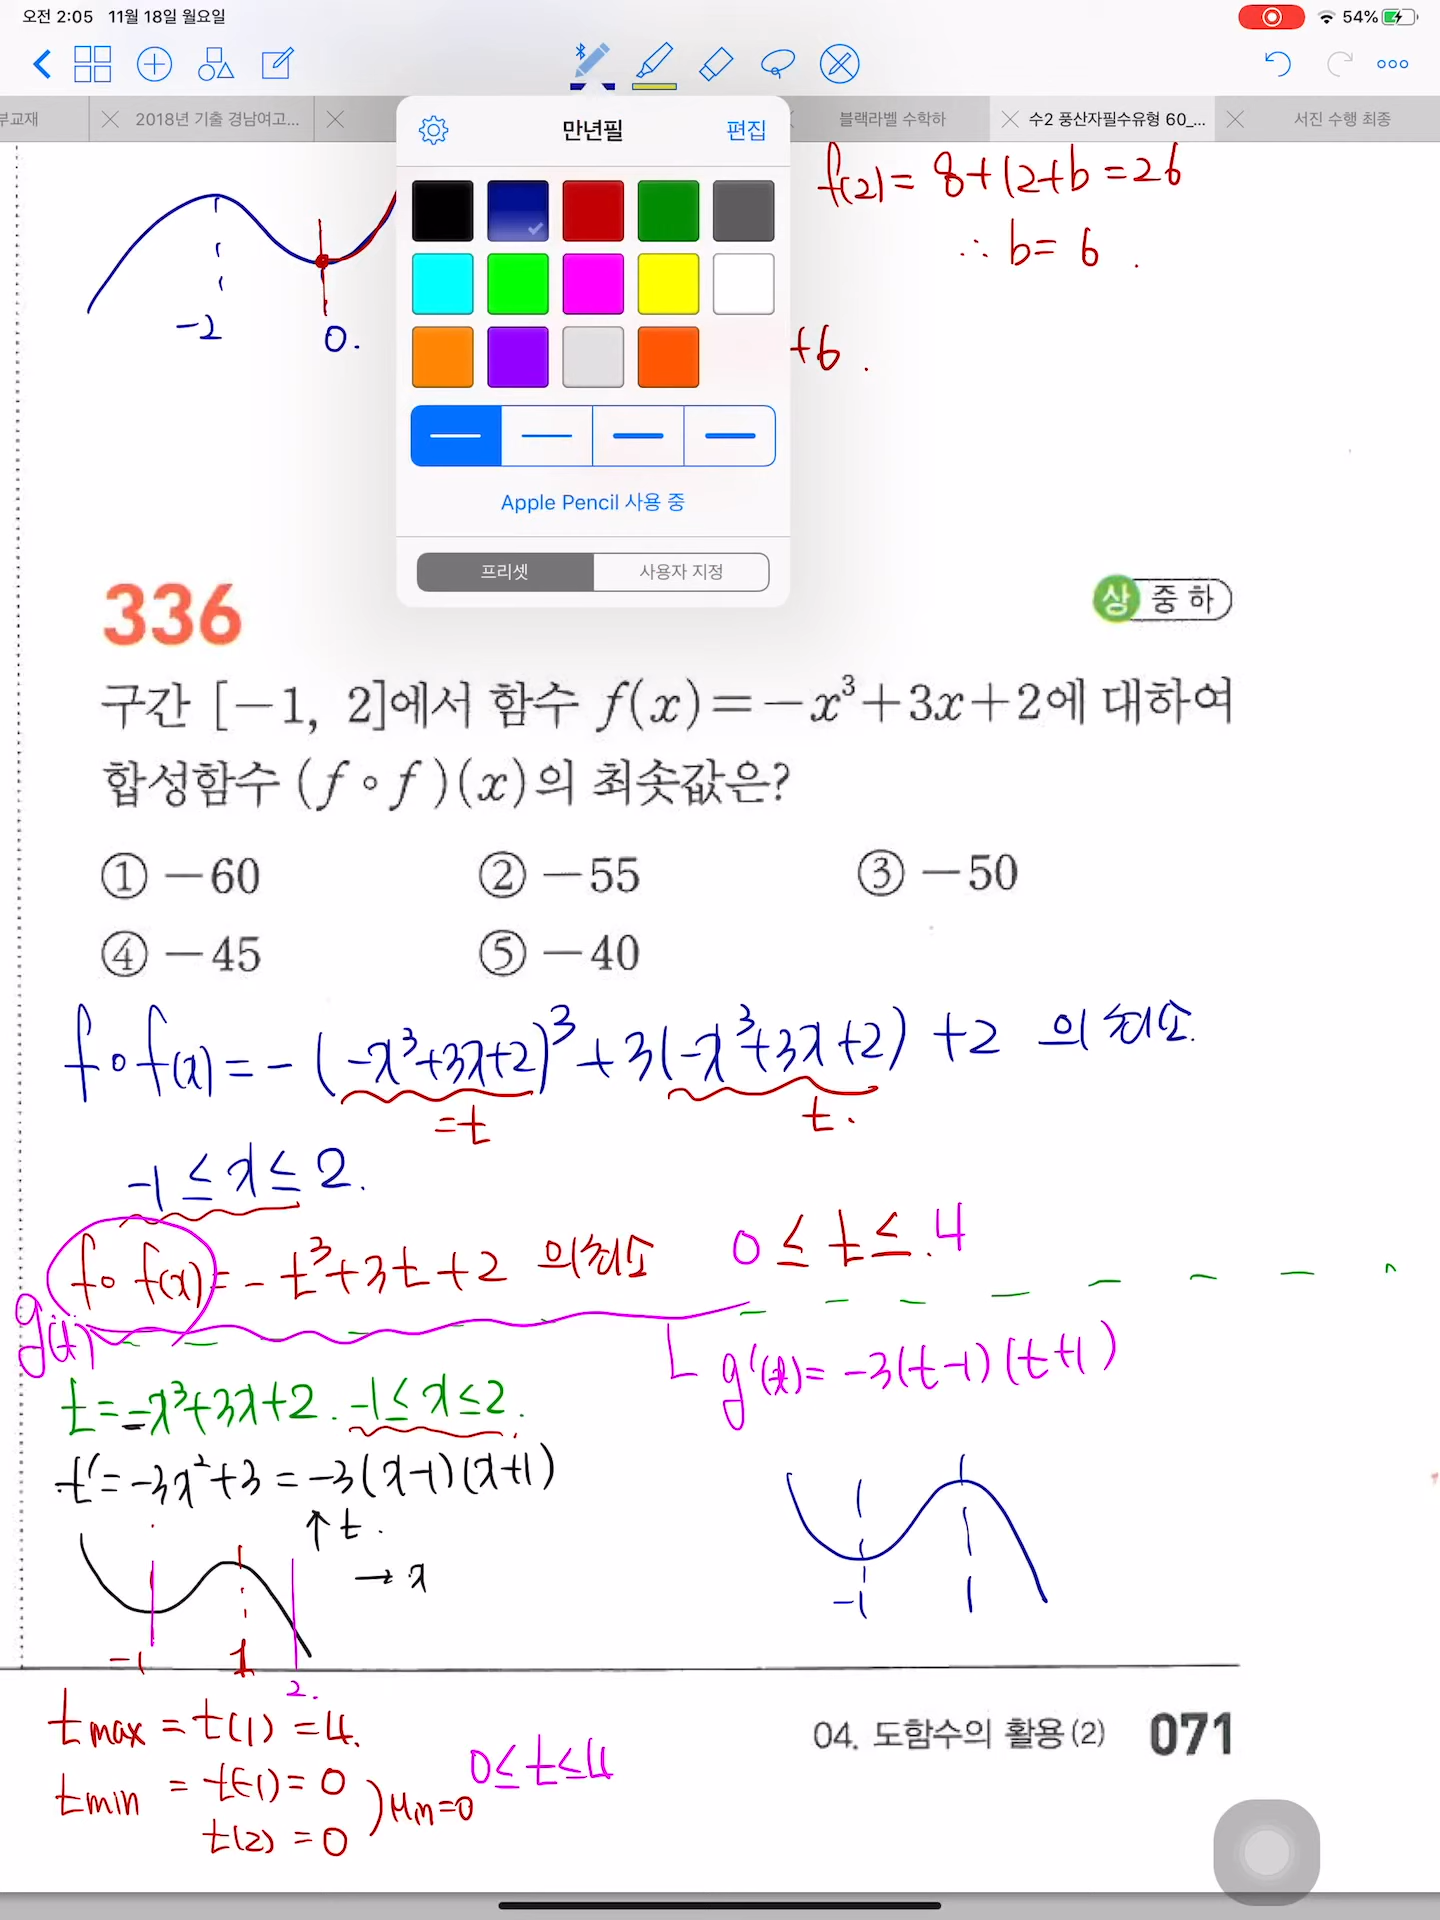 오전 2:05 11월 18일 월요일
54%
부교재
2018년 기출 경남여고...
블랙라벨 수학하
수2 풍산자필수유형 60_...
서진 수행 최종
만년필
편집
Apple Pencil 사용 중
프리셋
사용자 지정
-2
0.
f(2) = 8+12+b = 26
∴ b = 6 .
+6 .
336
상 중 하
구간 [-1, 2]에서 함수 f(x)=-x³+3x+2에 대하여
합성함수 (f∘f)(x)의 최솟값은?
① -60 ② -55 ③ -50
④ -45 ⑤ -40
f∘f(x) = -(-x³+3x+2)³+3(-x³+3x+2)+2 의 최소.
=t t.
-1 ≤ x ≤ 2.
f∘f(x) = -t³+3t+2 의 최소 0 ≤ t ≤ .4
g(t)
g'(t) = -3(t-1)(t+1)
t = -x³+3x+2. -1 ≤ x ≤ 2.
t' = -3x²+3 = -3(x-1)(x+1)
↑ t.
→ x
-1 1 2.
-1 1
t max = t(1) = 4.
t min = t(-1) = 0
t(2) = 0
) Min=0
0 ≤ t ≤ 4
04. 도함수의 활용(2) 071